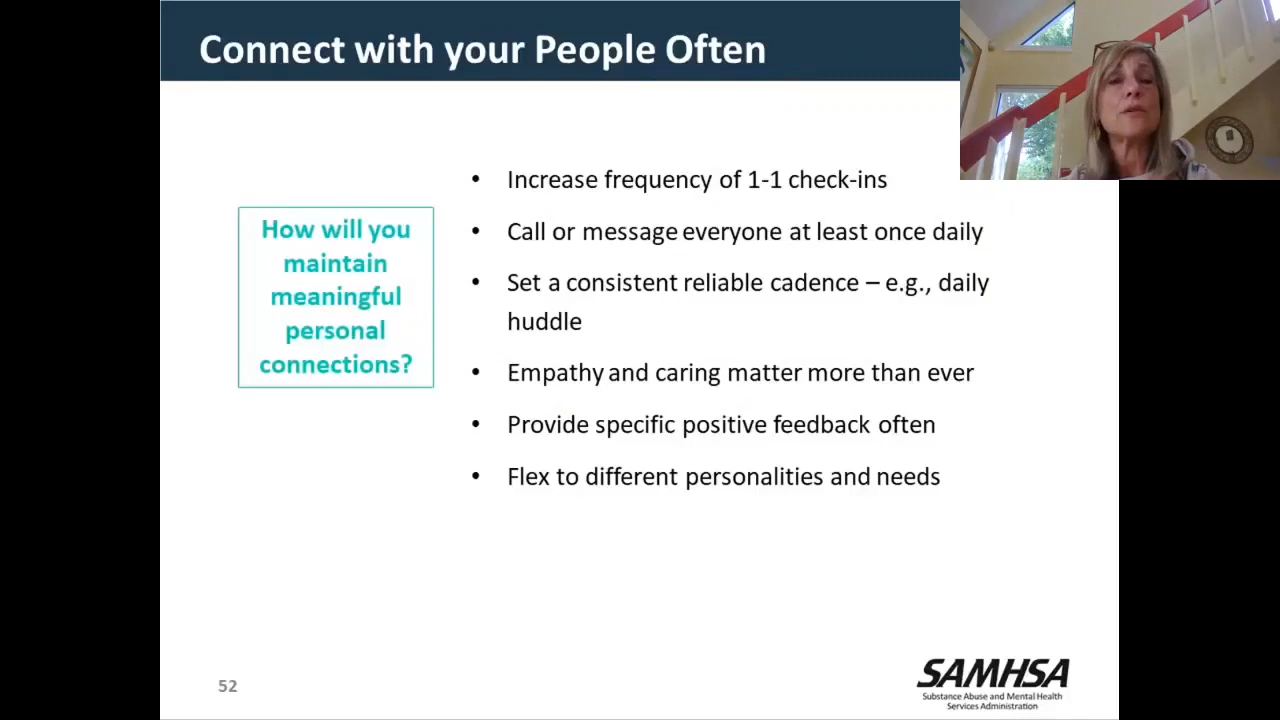 Connect with your People Often
How will you
maintain
meaningful
personal
connections?
• Increase frequency of 1-1 check-ins
• Call or message everyone at least once daily
• Set a consistent reliable cadence – e.g., daily
huddle
• Empathy and caring matter more than ever
• Provide specific positive feedback often
• Flex to different personalities and needs
52
SAMHSA
Substance Abuse and Mental Health
Services Administration